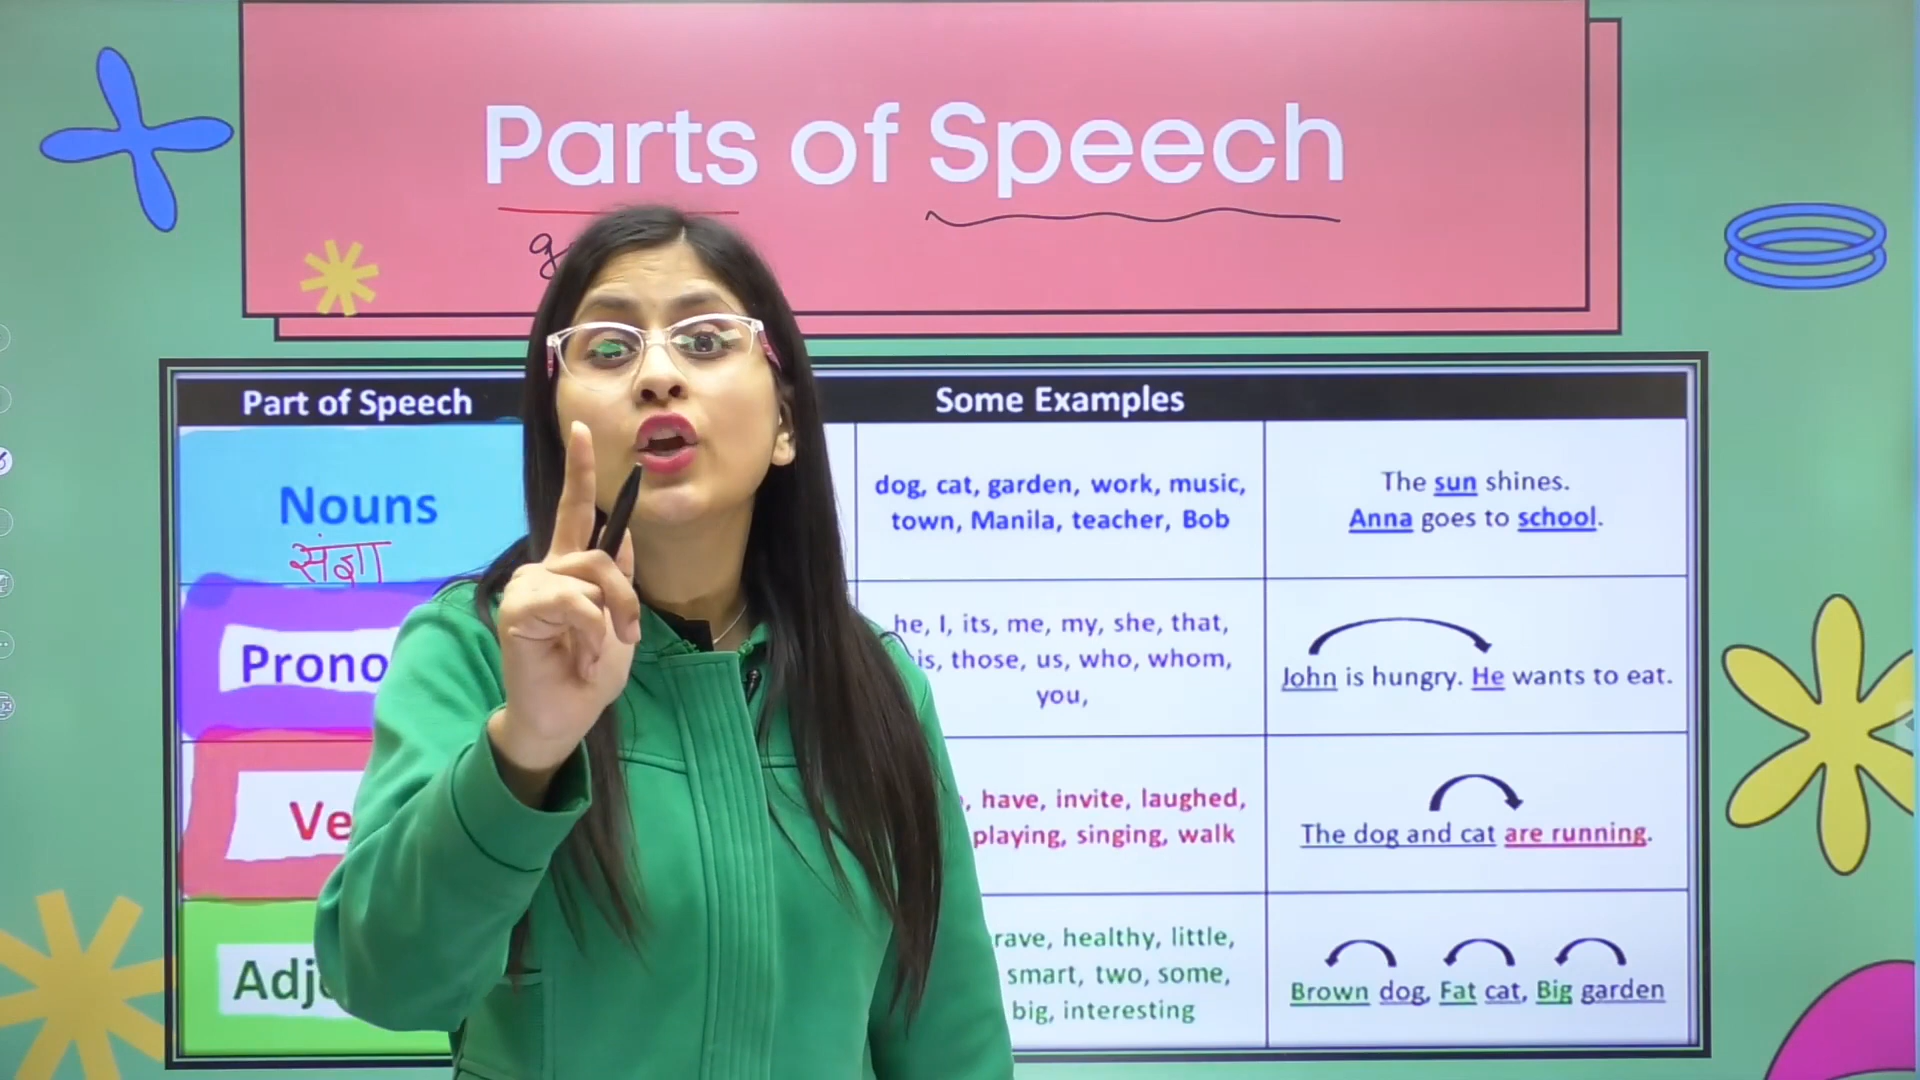 Parts of Speech
Part of Speech
Some Examples
Nouns
संज्ञा
dog, cat, garden, work, music,
town, Manila, teacher, Bob
The sun shines.
Anna goes to school.
he, I, its, me, my, she, that,
those, us, who, whom,
you,
John is hungry. He wants to eat.
have, invite, laughed,
playing, singing, walk
The dog and cat are running.
healthy, little,
smart, two, some,
big, interesting
Brown dog, Fat cat, Big garden